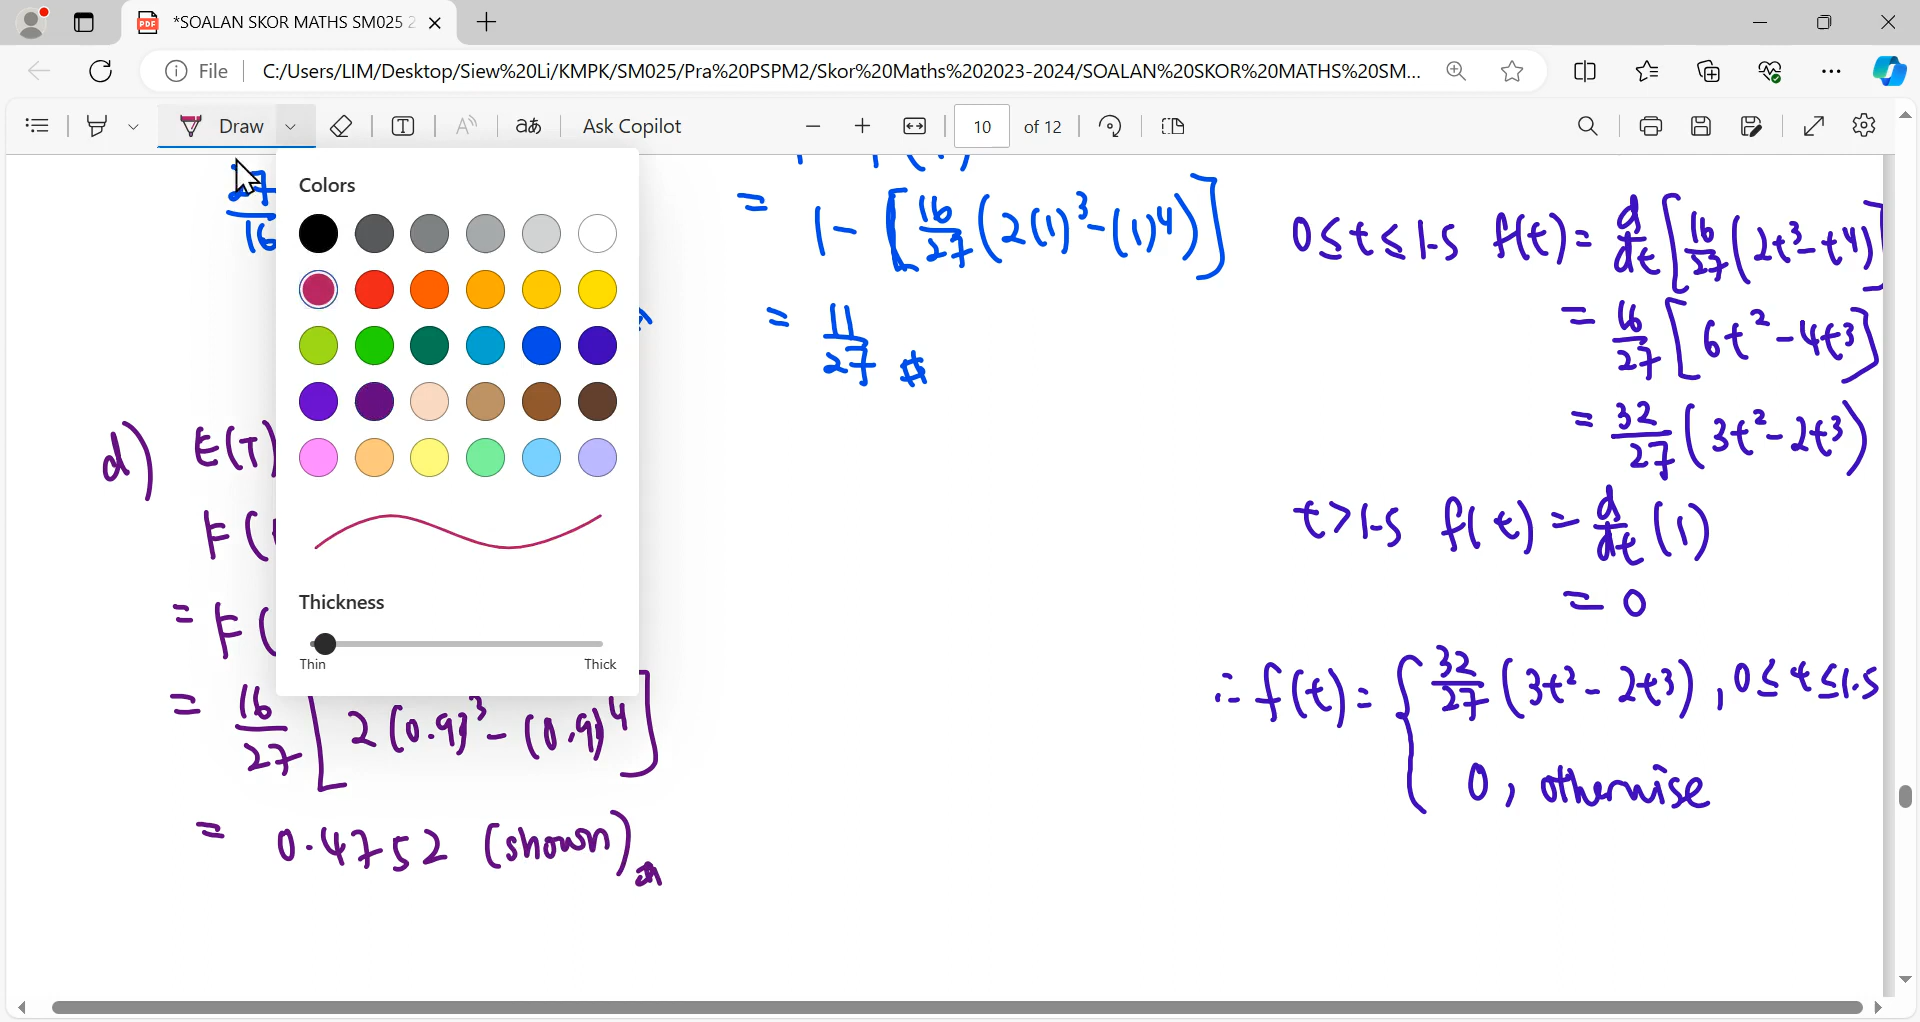 *SOALAN SKOR MATHS SM025 2
File C:/Users/LIM/Desktop/Siew%20Li/KMPK/SM025/Pra%20PSPM2/Skor%20Maths%202023-2024/SOALAN%20SKOR%20MATHS%20SM...
Draw Ask Copilot 10 of 12
Colors
Thickness
Thin Thick
27/16
= 1 - [16/27 (2(1)³ - (1)⁴)]
= 11/27 #
d) E(T)
F(
= F(
= 16/27 [2(0.9)³ - (0.9)⁴]
= 0.4752 (shown)
0≤t≤1.5 f(t) = d/dt [16/27 (2t³ - t⁴)]
= 16/27 [6t² - 4t³]
= 32/27 (3t² - 2t³)
t>1.5 f(t) = d/dt (1)
= 0
∴ f(t) = { 32/27 (3t² - 2t³), 0≤t≤1.5
0, otherwise